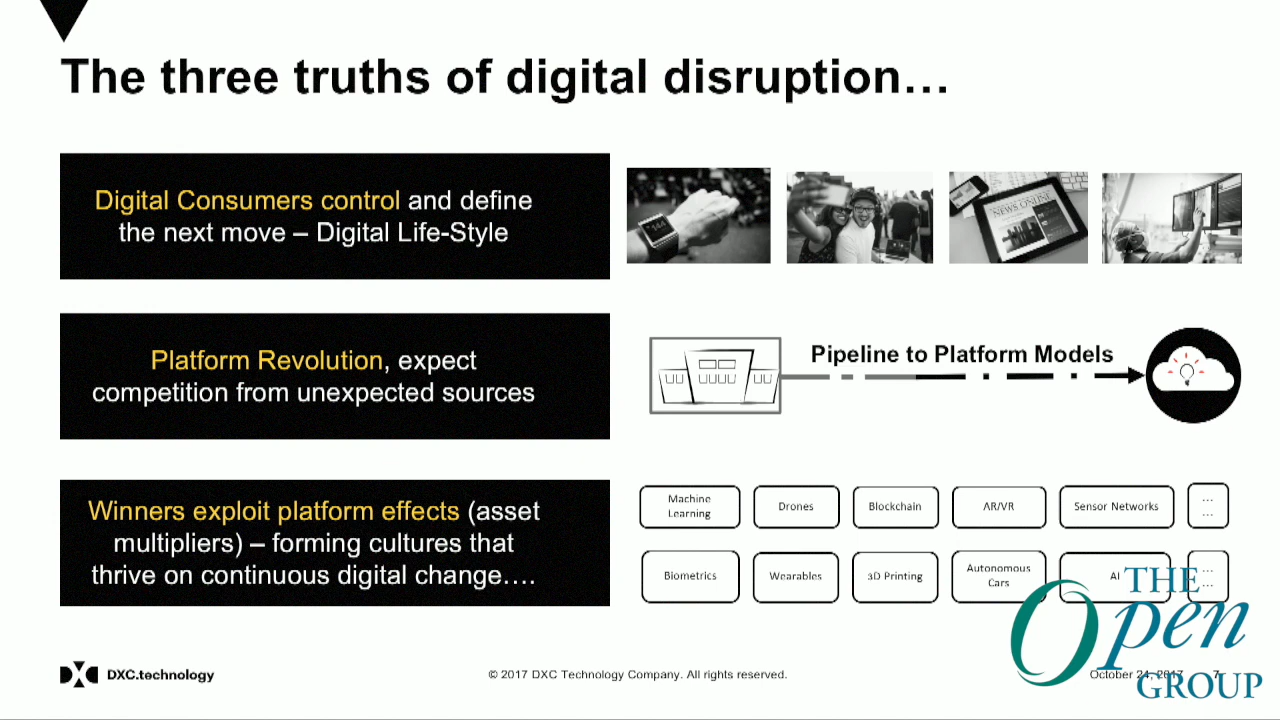 The three truths of digital disruption…
Digital Consumers control and define
the next move – Digital Life-Style
NEWS ONLINE
Platform Revolution, expect
competition from unexpected sources
Pipeline to Platform Models
Winners exploit platform effects (asset
multipliers) – forming cultures that
thrive on continuous digital change….
Machine
Learning
Drones
Blockchain
AR/VR
Sensor Networks
...
...
Biometrics
Wearables
3D Printing
Autonomous
Cars
AI
...
...
DXC.technology
© 2017 DXC Technology Company. All rights reserved.
October 24, 2017
7
THE
Open
GROUP